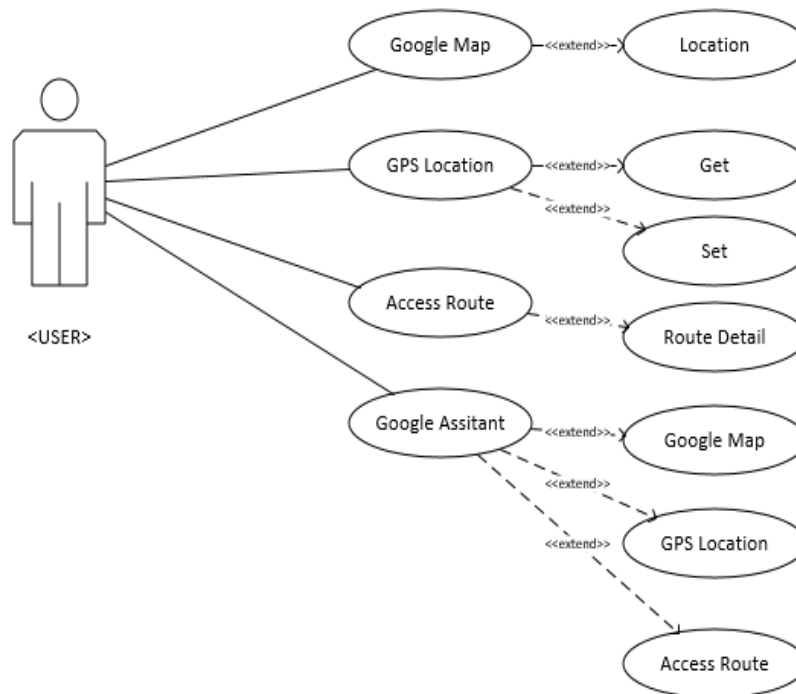 Google Map
<<extend>>
Location
GPS Location
<<extend>>
Get
<<extend>>
Set
Access Route
<<extend>>
Route Detail
<USER>
Google Assitant
<<extend>>
Google Map
<<extend>>
GPS Location
<<extend>>
Access Route